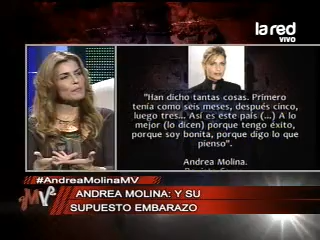 la red
VIVO
"Han dicho tantas cosas. Primero
tenía como seis meses, después cinco,
luego tres... Así es este país (...) A lo
mejor (lo dicen) porque tengo éxito,
porque soy bonita, porque digo lo que
pienso".
Andrea Molina.
#AndreaMolinaMV
MV
ANDREA MOLINA: Y SU
SUPUESTO EMBARAZO